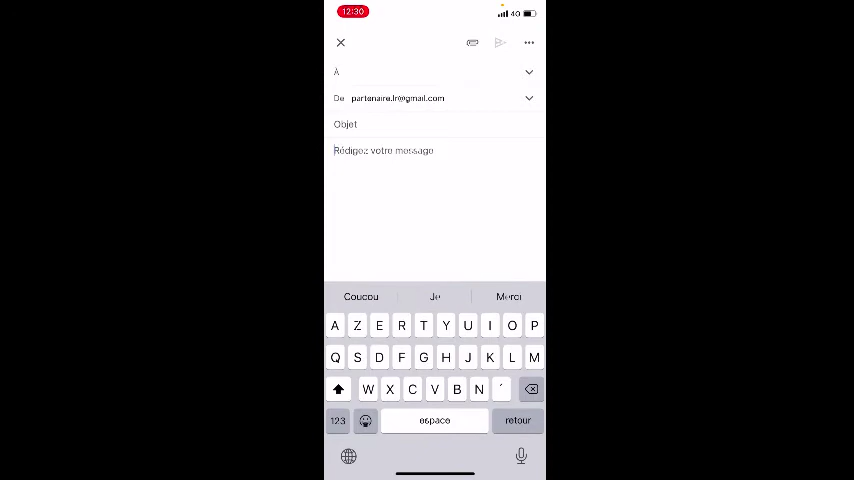 12:30
4G
À
De partenaire.lr@gmail.com
Objet
Rédigez votre message
Coucou Je Merci
A Z E R T Y U I O P
Q S D F G H J K L M
W X C V B N ´
123 espace retour